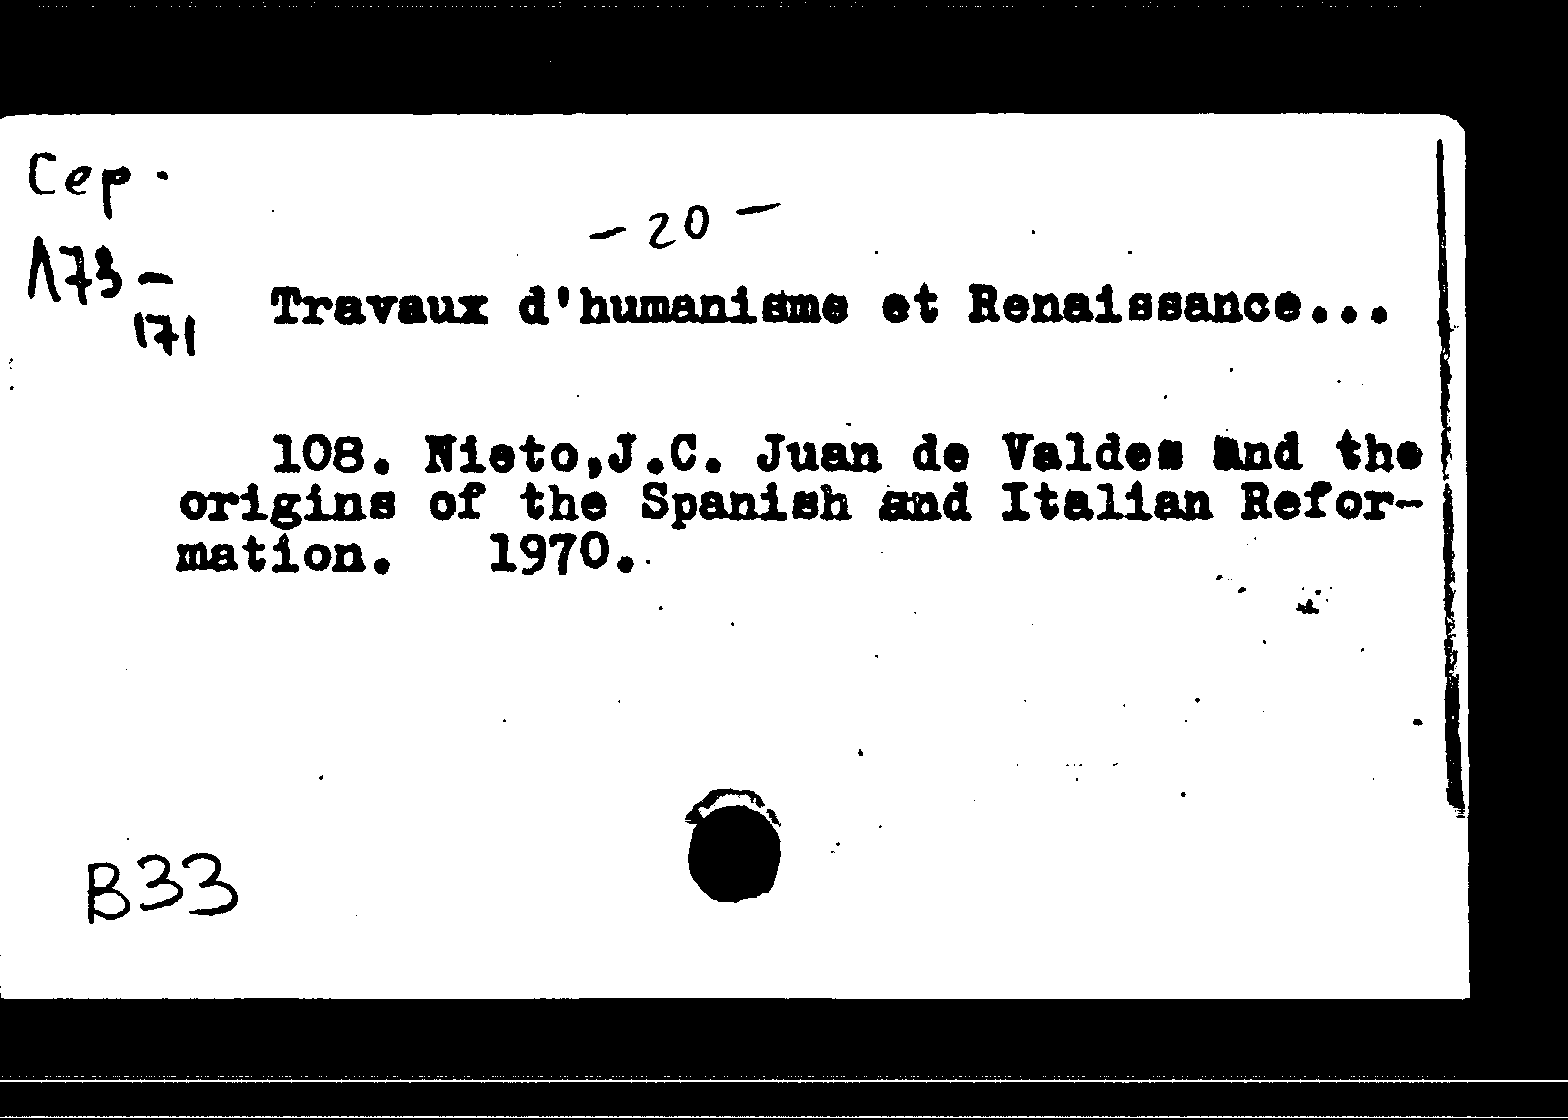 Сер.
Λ73-
171
- 20 -
Travaux d'humanisme et Renaissance...
108. Nieto,J.C. Juan de Valdes and the
origins of the Spanish and Italian Refor-
mation. 1970.
B33